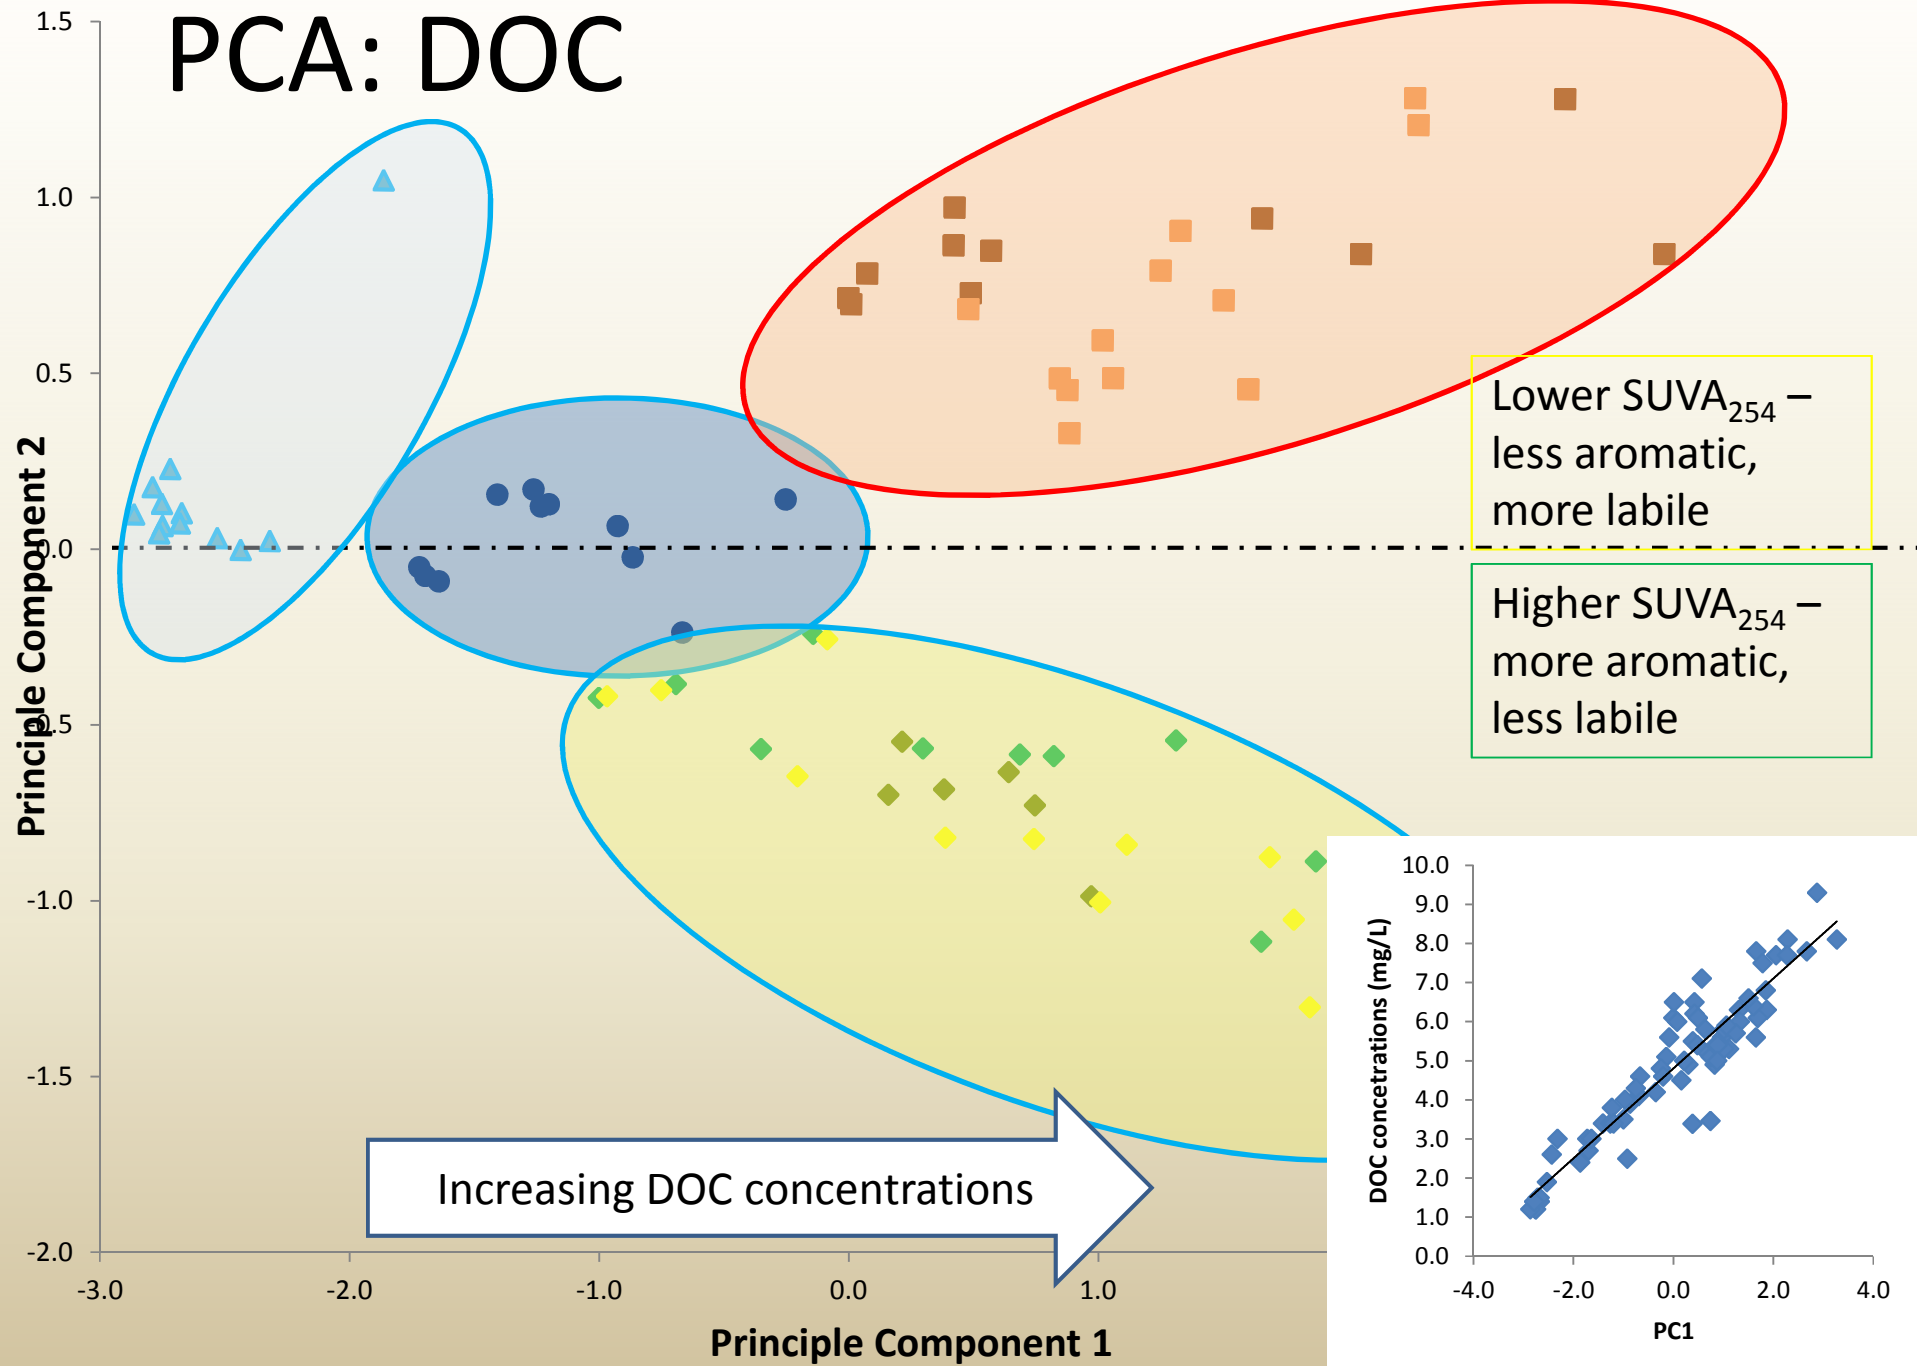 PCA: DOC
1.5
1.0
0.5
0.0
-0.5
-1.0
-1.5
-2.0
-3.0
-2.0
-1.0
0.0
1.0
Principle Component 2
Principle Component 1
Lower SUVA254 –
less aromatic,
more labile
Higher SUVA254 –
more aromatic,
less labile
Increasing DOC concentrations
10.0
9.0
8.0
7.0
6.0
5.0
4.0
3.0
2.0
1.0
0.0
-4.0
-2.0
0.0
2.0
4.0
DOC concetrations (mg/L)
PC1